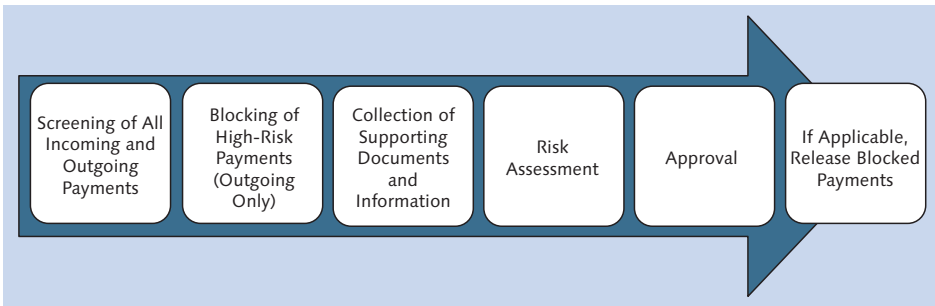 Screening of All
Incoming and
Outgoing
Payments
Blocking of
High-Risk
Payments
(Outgoing
Only)
Collection of
Supporting
Documents
and
Information
Risk
Assessment
Approval
If Applicable,
Release Blocked
Payments